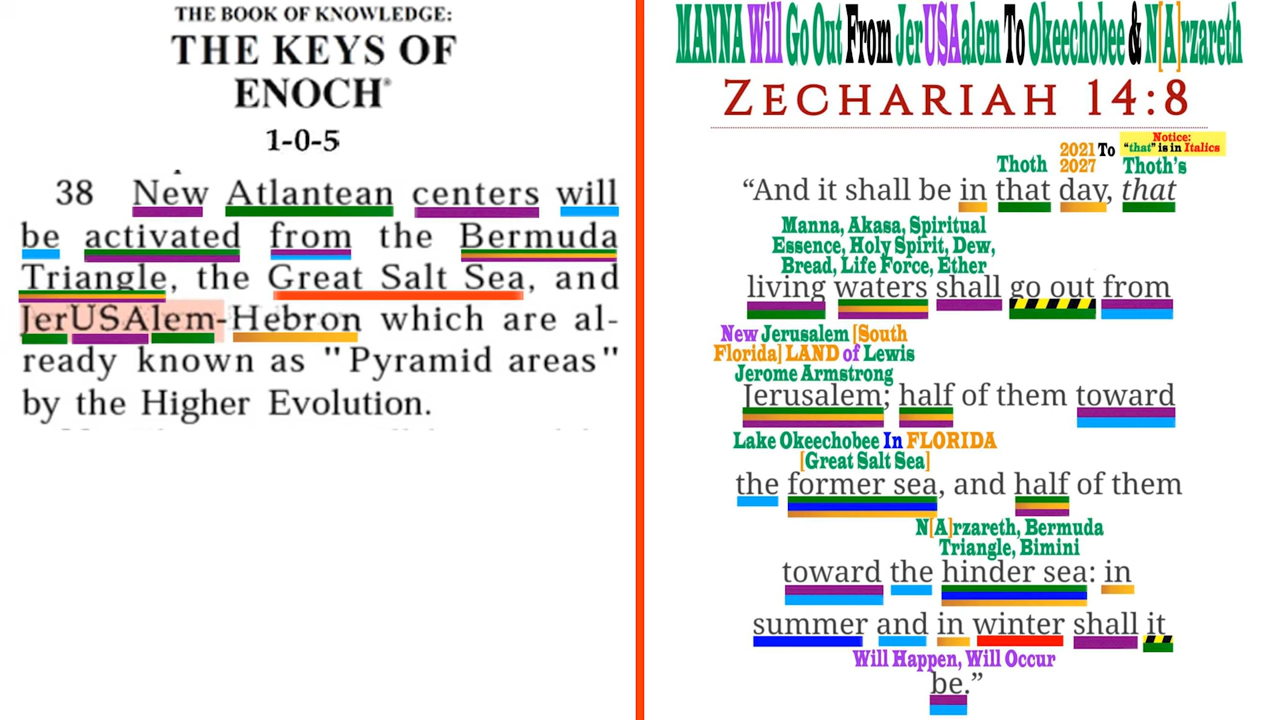 THE BOOK OF KNOWLEDGE:
THE KEYS OF
ENOCH®
1-0-5
38 New Atlantean centers will
be activated from the Bermuda
Triangle, the Great Salt Sea, and
JerUSAlem-Hebron which are al-
ready known as "Pyramid areas"
by the Higher Evolution.
MANNA Will Go Out From JerUSAalem To Okeechobee & N[A]rzareth
ZECHARIAH 14:8
Notice:
"that" is in Italics
2021 To
2027
Thoth
Thoth's
“And it shall be in that day, that
Manna, Akasa, Spiritual
Essence, Holy Spirit, Dew,
Bread, Life Force, Ether
living waters shall go out from
New Jerusalem [South
Florida] LAND of Lewis
Jerome Armstrong
Jerusalem; half of them toward
Lake Okeechobee In FLORIDA
[Great Salt Sea]
the former sea, and half of them
N[A]rzareth, Bermuda
Triangle, Bimini
toward the hinder sea: in
summer and in winter shall it
Will Happen, Will Occur
be.”